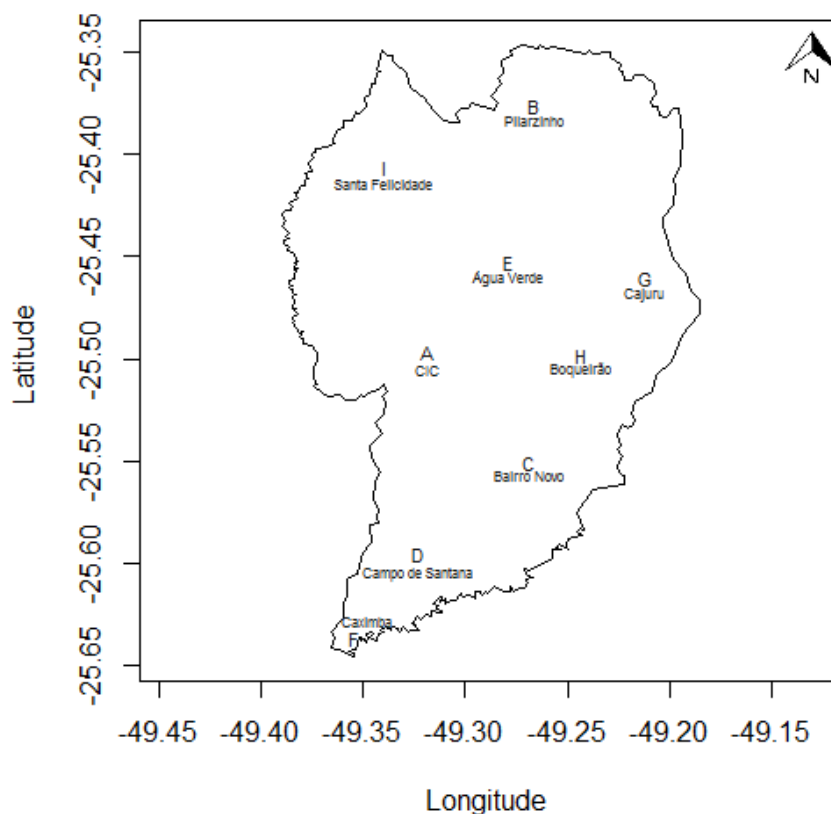 N
B
Pilarzinho
I
Santa Felicidade
E
Água Verde
G
Cajuru
A
CIC
H
Boqueirão
C
Bairro Novo
D
Campo de Santana
Caximba
F
Latitude
-25.35
-25.40
-25.45
-25.50
-25.55
-25.60
-25.65
-49.45 -49.40 -49.35 -49.30 -49.25 -49.20 -49.15
Longitude